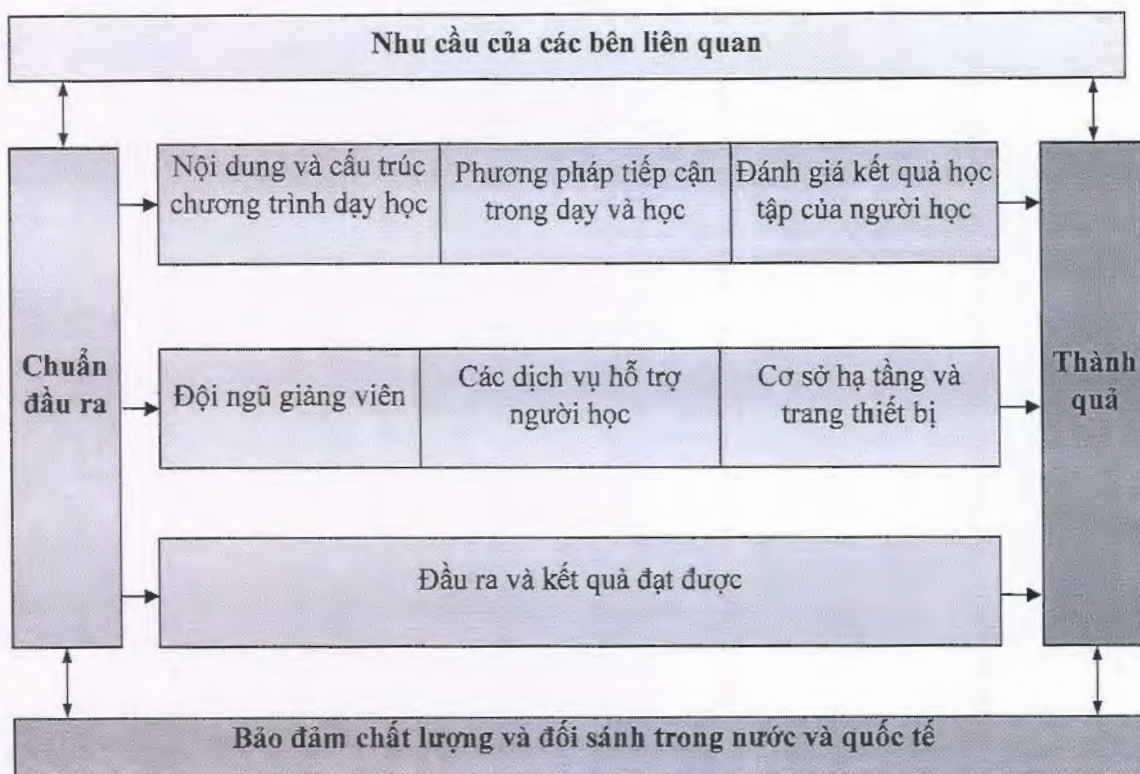 Nhu cầu của các bên liên quan
Nội dung và cấu trúc
chương trình dạy học
Phương pháp tiếp cận
trong dạy và học
Đánh giá kết quả học
tập của người học
Chuẩn
đầu ra
Đội ngũ giảng viên
Các dịch vụ hỗ trợ
người học
Cơ sở hạ tầng và
trang thiết bị
Thành
quả
Đầu ra và kết quả đạt được
Bảo đảm chất lượng và đối sánh trong nước và quốc tế